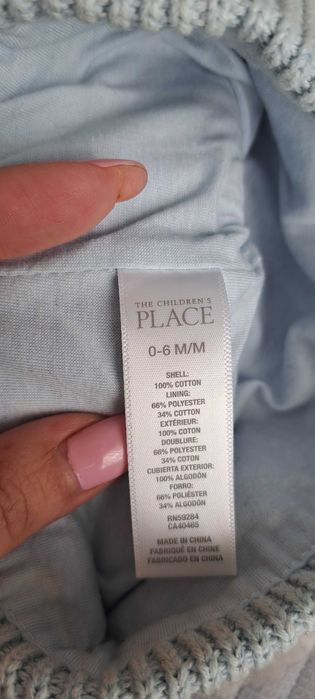 THE CHILDREN'S
PLACE
0-6 M/M
SHELL:
100% COTTON
LINING:
66% POLYESTER
34% COTTON
EXTÉRIEUR:
100% COTON
DOUBLURE:
66% POLYESTER
34% COTON
CUBIERTA EXTERIOR:
100% ALGODÓN
FORRO:
66% POLIÉSTER
34% ALGODÓN
RN59284
CA40465
MADE IN CHINA
FABRIQUÉ EN CHINE
FABRICADO EN CHINA